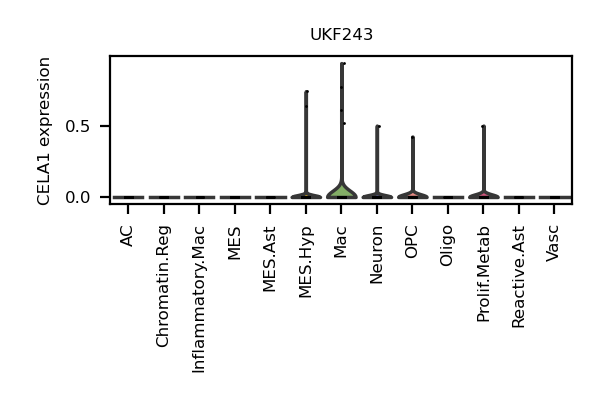 UKF243
CELA1 expression
0.5
0.0
AC
Chromatin.Reg
Inflammatory.Mac
MES
MES.Ast
MES.Hyp
Mac
Neuron
OPC
Oligo
Prolif.Metab
Reactive.Ast
Vasc